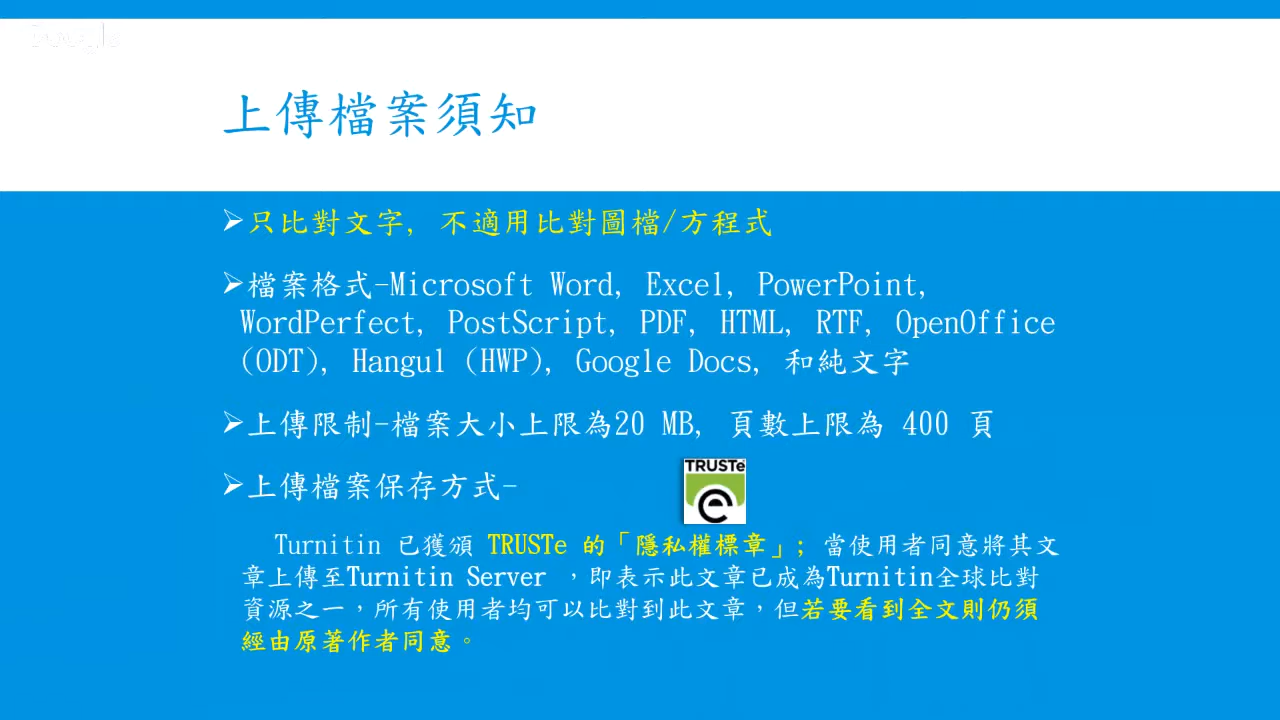 上傳檔案須知
只比對文字, 不適用比對圖檔/方程式
檔案格式-Microsoft Word, Excel, PowerPoint,
WordPerfect, PostScript, PDF, HTML, RTF, OpenOffice
(ODT), Hangul (HWP), Google Docs, 和純文字
上傳限制-檔案大小上限為20 MB, 頁數上限為 400 頁
上傳檔案保存方式-
TRUSTe
Turnitin 已獲頒 TRUSTe 的「隱私權標章」; 當使用者同意將其文
章上傳至Turnitin Server ，即表示此文章已成為Turnitin全球比對
資源之一，所有使用者均可以比對到此文章，但若要看到全文則仍須
經由原著作者同意。